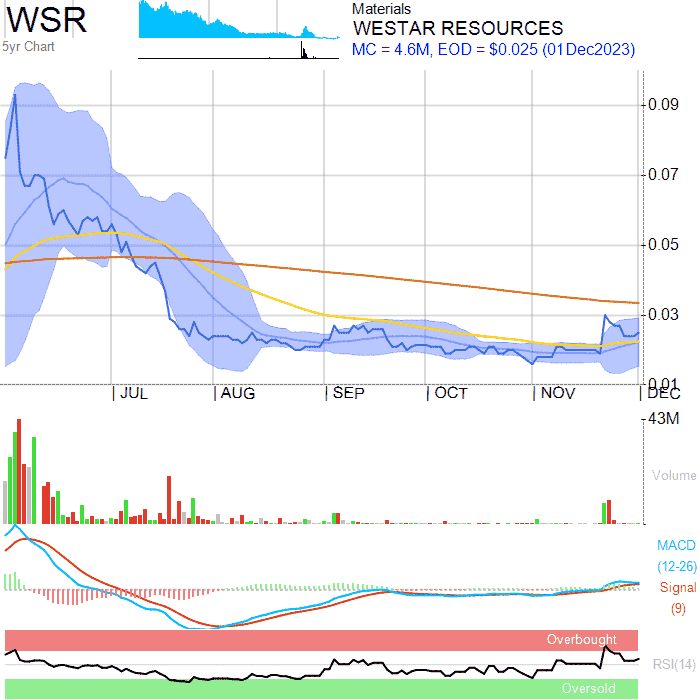 WSR
5yr Chart
Materials
WESTAR RESOURCES
MC = 4.6M, EOD = $0.025 (01Dec2023)
0.09
0.07
0.05
0.03
0.01
JUL AUG SEP OCT NOV DEC
43M
Volume
MACD
(12-26)
Signal
(9)
Overbought
RSI(14)
Oversold